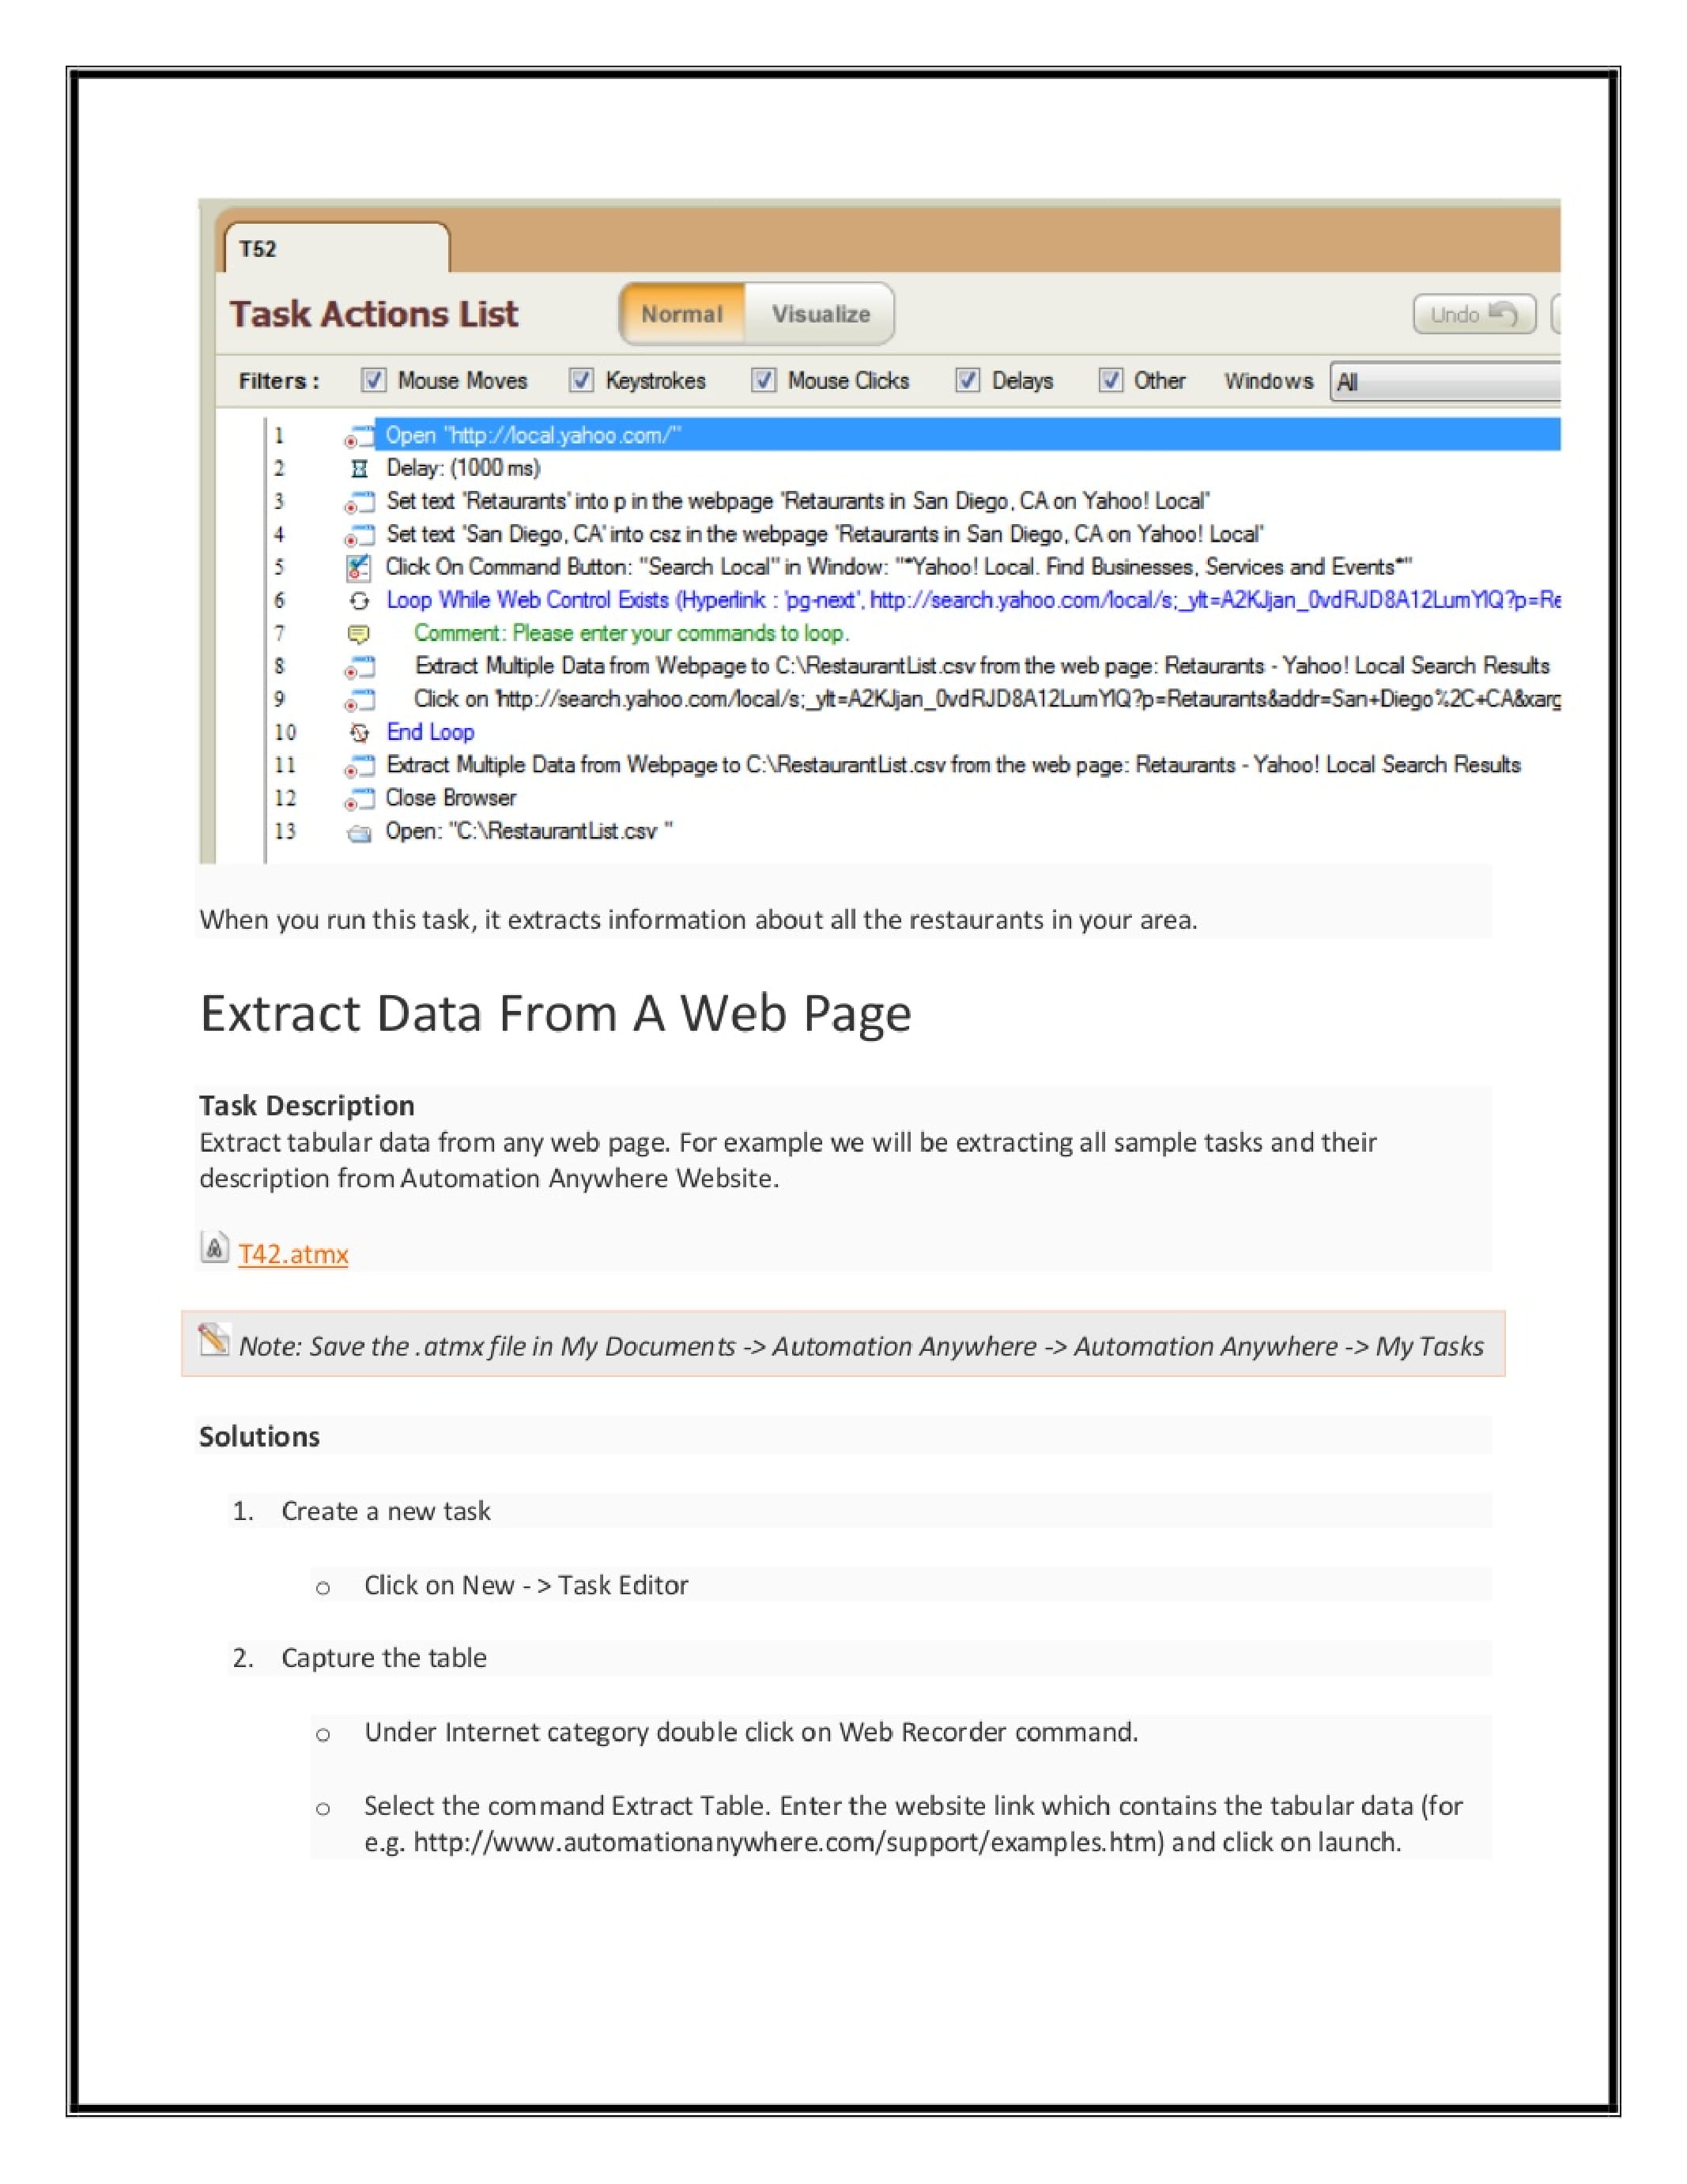 T52
Task Actions List Normal Visualize Undo
Filters : Mouse Moves Keystrokes Mouse Clicks Delays Other Windows All
1 Open "http://local.yahoo.com/"
2 Delay: (1000 ms)
3 Set text 'Retaurants' into p in the webpage 'Retaurants in San Diego, CA on Yahoo! Local'
4 Set text 'San Diego, CA' into csz in the webpage 'Retaurants in San Diego, CA on Yahoo! Local'
5 Click On Command Button: "Search Local" in Window: "*Yahoo! Local. Find Businesses, Services and Events*"
6 Loop While Web Control Exists (Hyperlink : 'pg-next', http://search.yahoo.com/local/s;_ylt=A2KJjan_0vdRJD8A12LumYlQ?p=Re
7 Comment: Please enter your commands to loop.
8 Extract Multiple Data from Webpage to C:\RestaurantList.csv from the web page: Retaurants - Yahoo! Local Search Results
9 Click on 'http://search.yahoo.com/local/s;_ylt=A2KJjan_0vdRJD8A12LumYlQ?p=Retaurants&addr=San+Diego%2C+CA&xarg
10 End Loop
11 Extract Multiple Data from Webpage to C:\RestaurantList.csv from the web page: Retaurants - Yahoo! Local Search Results
12 Close Browser
13 Open: "C:\RestaurantList.csv "
When you run this task, it extracts information about all the restaurants in your area.
Extract Data From A Web Page
Task Description
Extract tabular data from any web page. For example we will be extracting all sample tasks and their
description from Automation Anywhere Website.
T42.atmx
Note: Save the .atmx file in My Documents -> Automation Anywhere -> Automation Anywhere -> My Tasks
Solutions
1. Create a new task
o Click on New - > Task Editor
2. Capture the table
o Under Internet category double click on Web Recorder command.
o Select the command Extract Table. Enter the website link which contains the tabular data (for
e.g. http://www.automationanywhere.com/support/examples.htm) and click on launch.